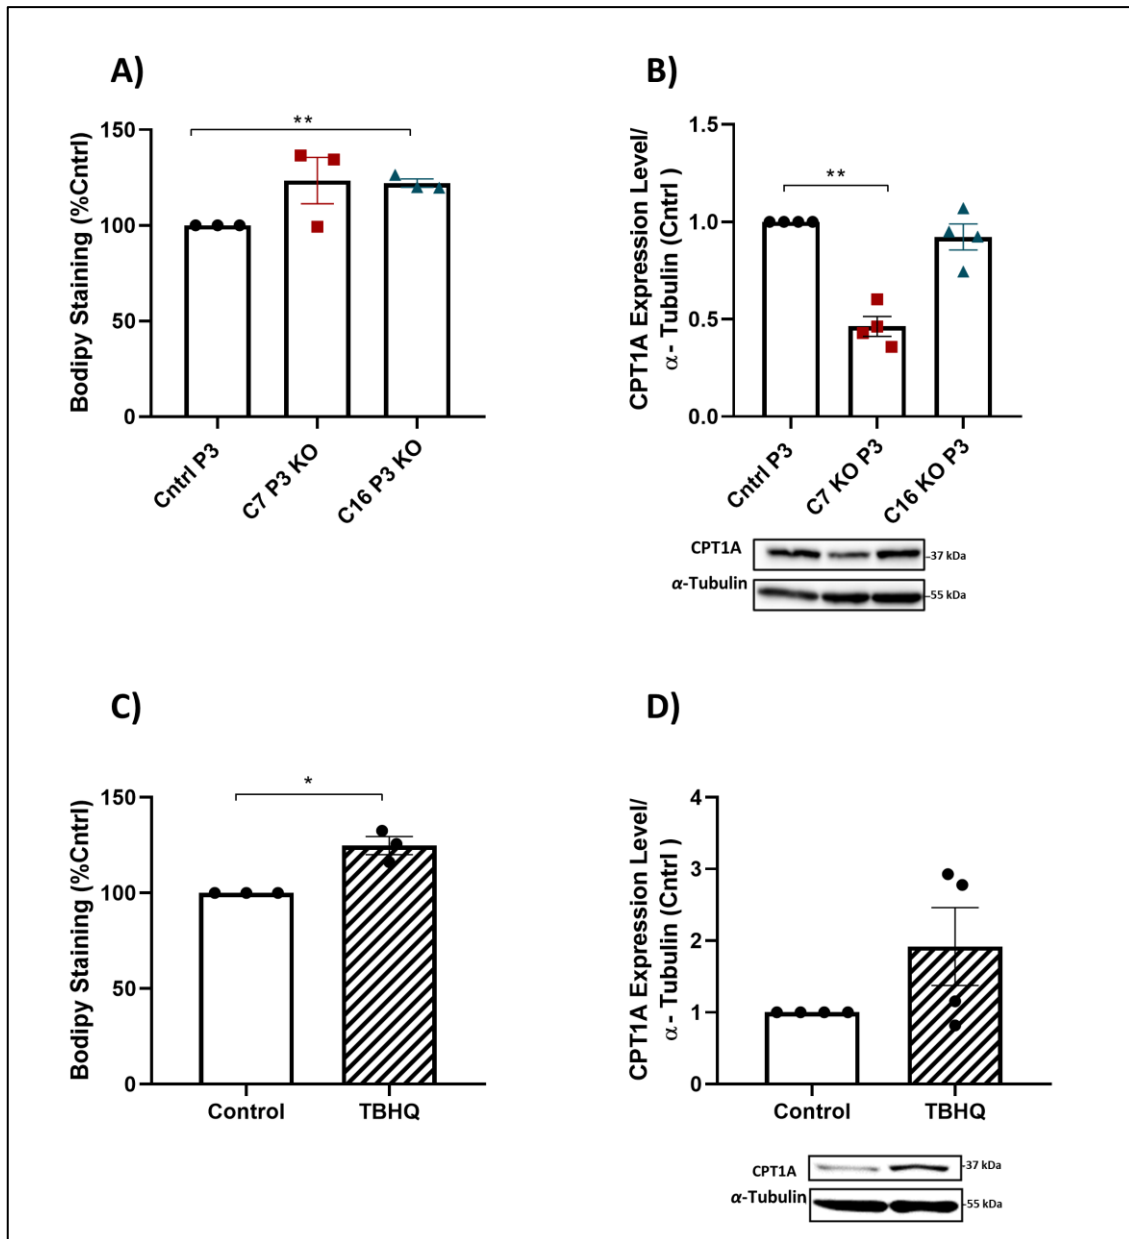 A)
Bodipy Staining (%Cntrl)
150
100
50
0
**
Cntrl P3
C7 P3 KO
C16 P3 KO
B)
CPT1A Expression Level/
α - Tubulin (Cntrl )
1.5
1.0
0.5
0.0
**
Cntrl P3
C7 KO P3
C16 KO P3
CPT1A
-37 kDa
α-Tubulin
-55 kDa
C)
Bodipy Staining (%Cntrl)
150
100
50
0
*
Control
TBHQ
D)
CPT1A Expression Level/
α - Tubulin (Cntrl )
4
3
2
1
0
Control
TBHQ
CPT1A
-37 kDa
α-Tubulin
-55 kDa